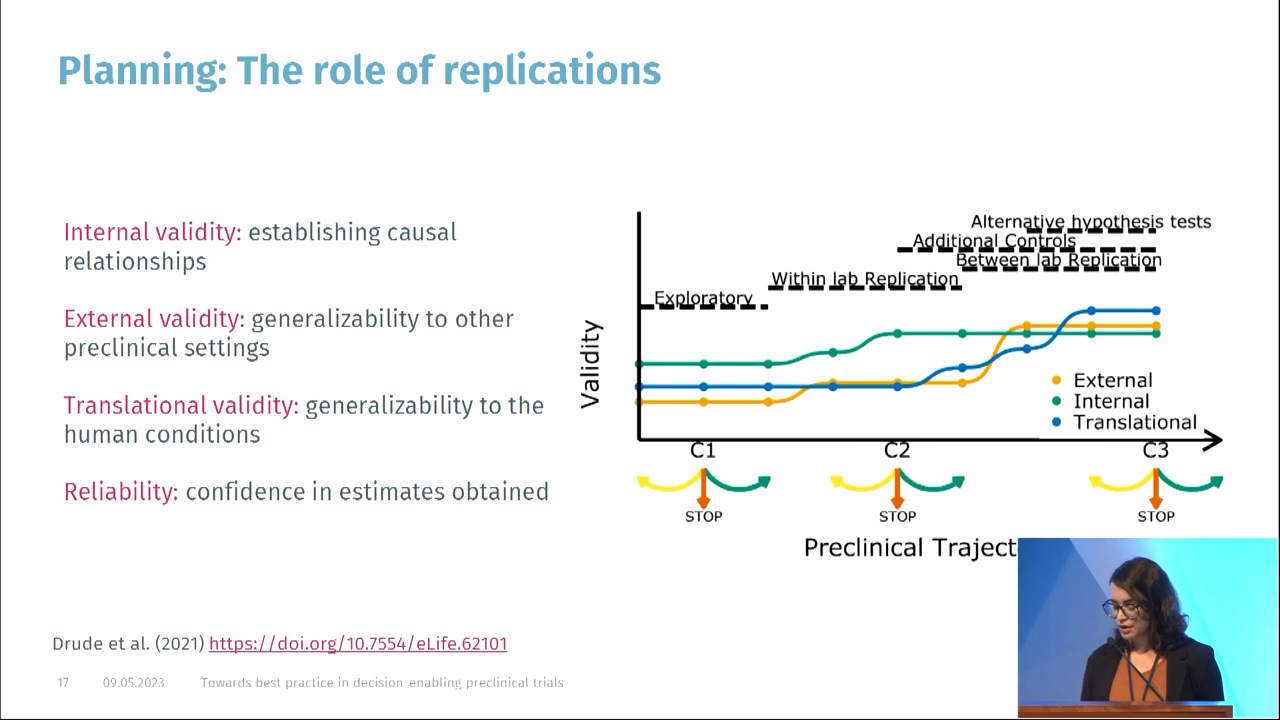 Planning: The role of replications
Internal validity: establishing causal
relationships
External validity: generalizability to other
preclinical settings
Translational validity: generalizability to the
human conditions
Reliability: confidence in estimates obtained
Alternative hypothesis tests
Additional Controls
Between lab Replication
Within lab Replication
Exploratory
Validity
External
Internal
Translational
C1
C2
C3
STOP
STOP
STOP
Preclinical Traject
Drude et al. (2021) https://doi.org/10.7554/eLife.62101
17 09.05.2023 Towards best practice in decision-enabling preclinical trials